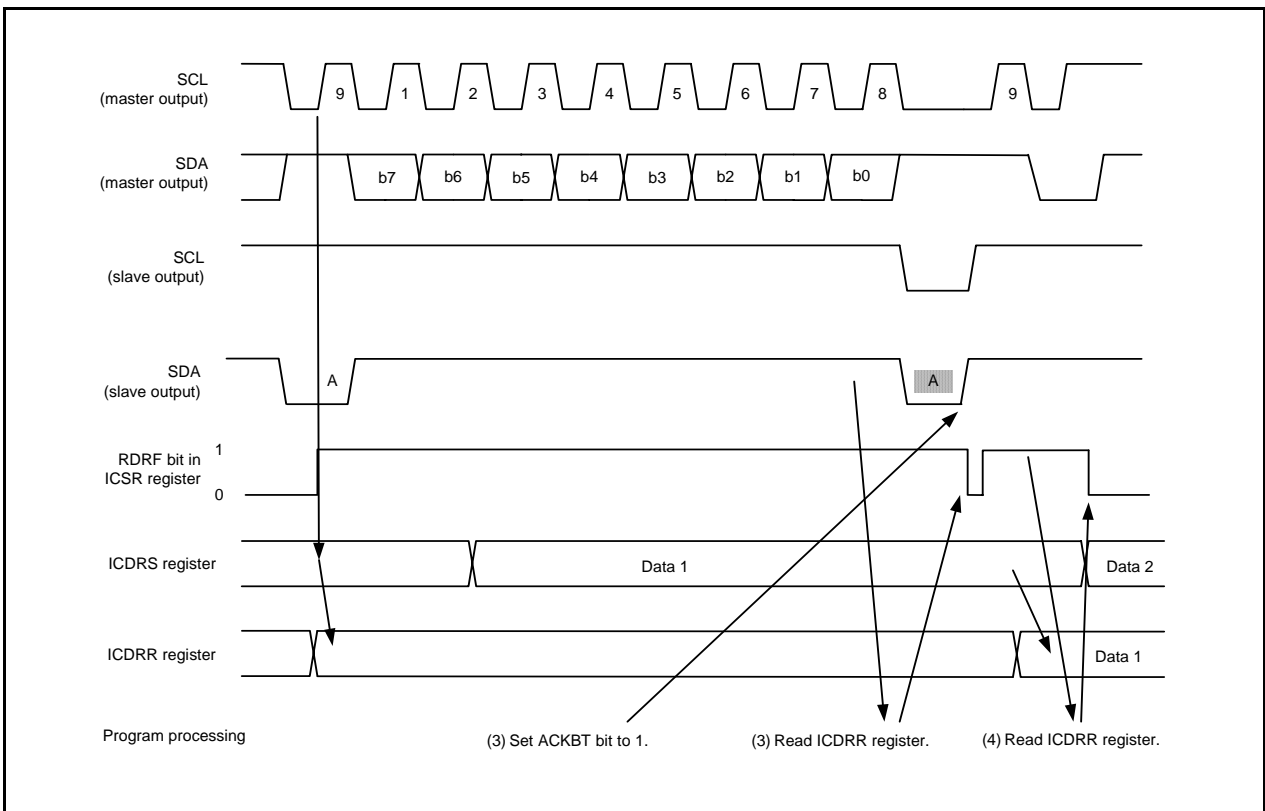 SCL
(master output)
9 1 2 3 4 5 6 7 8 9
SDA
(master output)
b7 b6 b5 b4 b3 b2 b1 b0
SCL
(slave output)
SDA
(slave output)
A A
RDRF bit in
ICSR register
1
0
ICDRS register
Data 1 Data 2
ICDRR register
Data 1
Program processing
(3) Set ACKBT bit to 1. (3) Read ICDRR register. (4) Read ICDRR register.